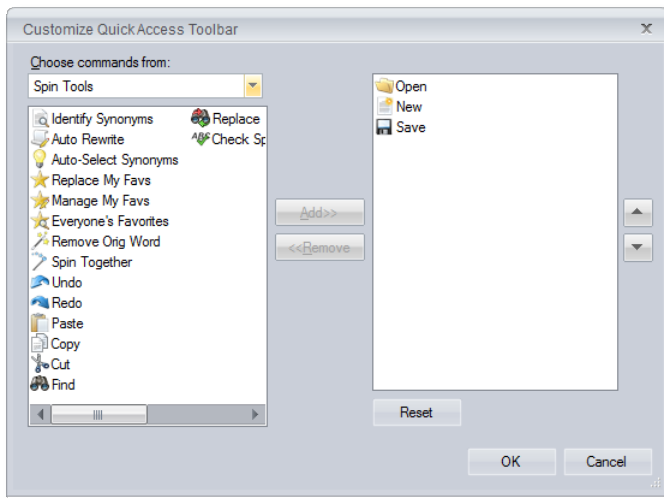 Customize Quick Access Toolbar
x
Choose commands from:
Spin Tools
Identify Synonyms
Auto Rewrite
Auto-Select Synonyms
Replace My Favs
Manage My Favs
Everyone's Favorites
Remove Orig Word
Spin Together
Undo
Redo
Paste
Copy
Cut
Find
Replace
ABC Check Sp
Add>>
<<Remove
Open
New
Save
Reset
OK
Cancel